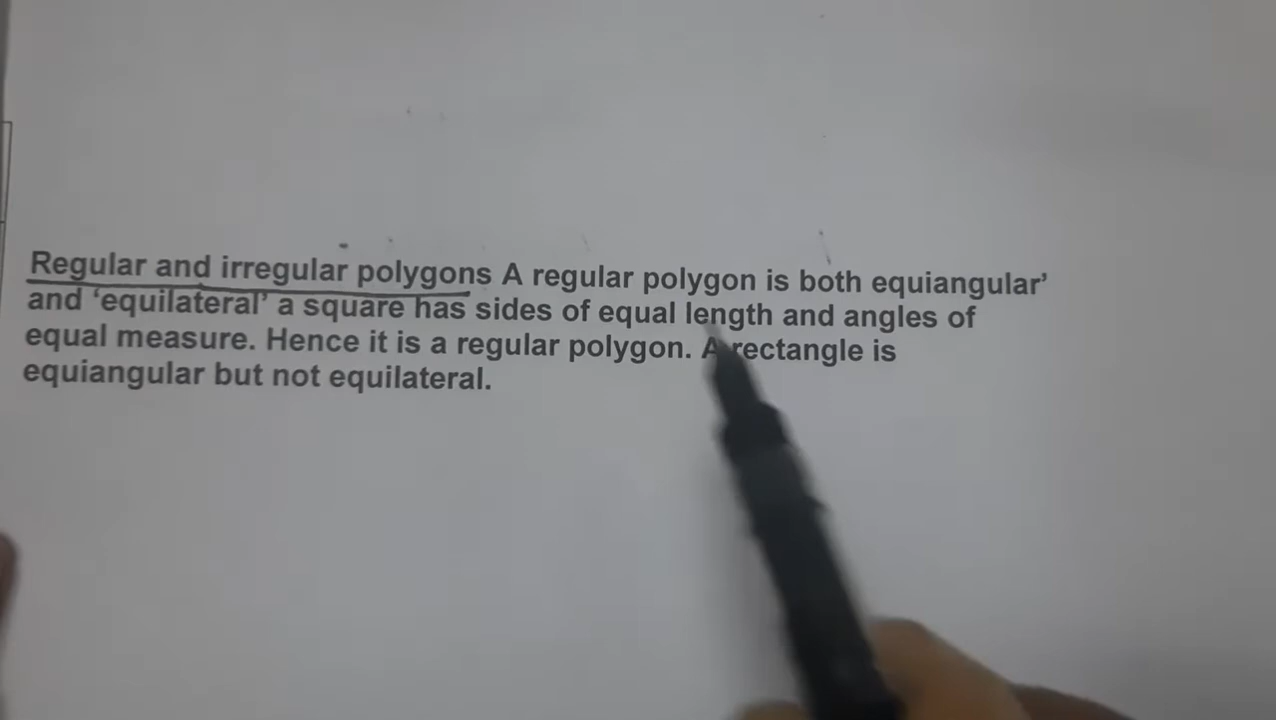 Regular and irregular polygons A regular polygon is both equiangular’
and ‘equilateral’ a square has sides of equal length and angles of
equal measure. Hence it is a regular polygon. A rectangle is
equiangular but not equilateral.